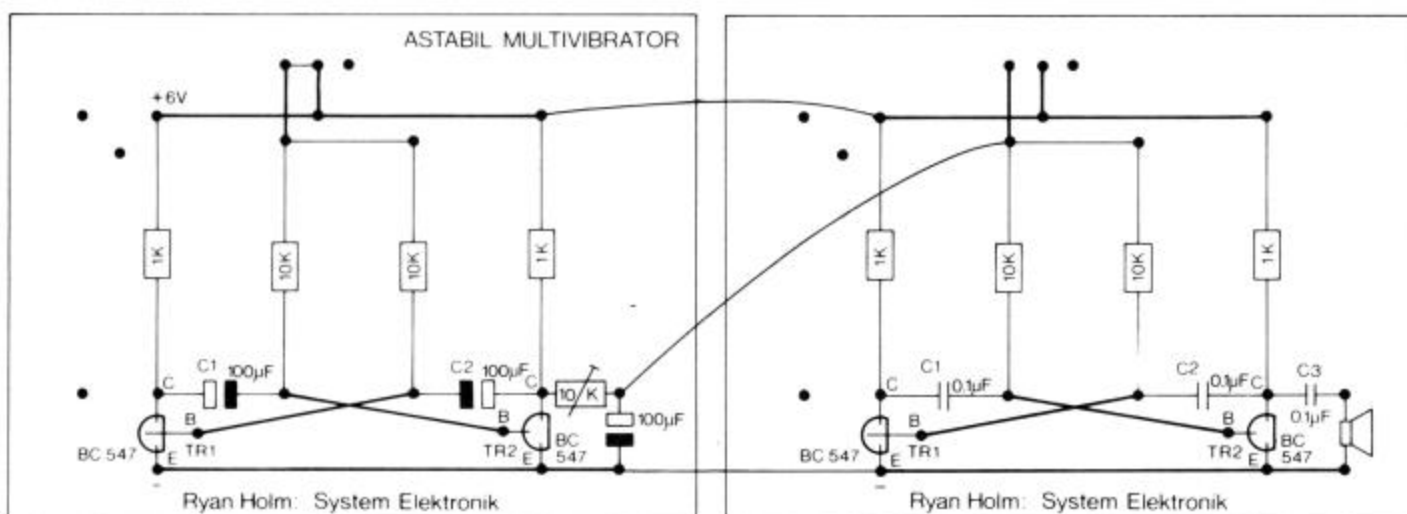 ASTABIL MULTIVIBRATOR
+6V
1K
10K
10K
1K
C
C1
100µF
C2
100µF
C
10 K
100µF
B
B
BC 547
TR1
TR2
BC
547
E
E
Ryan Holm: System Elektronik
1K
10K
10K
1K
C
C1
0.1µF
C2
0.1µF
C
C3
0.1µF
B
B
BC 547
TR1
TR2
BC
547
E
E
Ryan Holm: System Elektronik